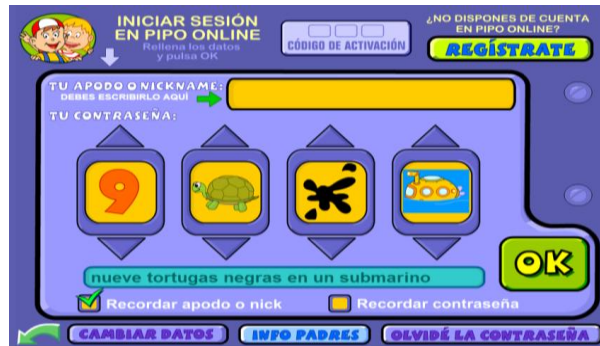 INICIAR SESIÓN
EN PIPO ONLINE
Rellena los datos
y pulsa OK
CÓDIGO DE ACTIVACIÓN
¿NO DISPONES DE CUENTA
EN PIPO ONLINE?
REGÍSTRATE
TU APODO O NICKNAME:
DEBES ESCRIBIRLO AQUÍ
TU CONTRASEÑA:
9
nueve tortugas negras en un submarino
OK
Recordar apodo o nick
Recordar contraseña
CAMBIAR DATOS
INFO PADRES
OLVIDÉ LA CONTRASEÑA